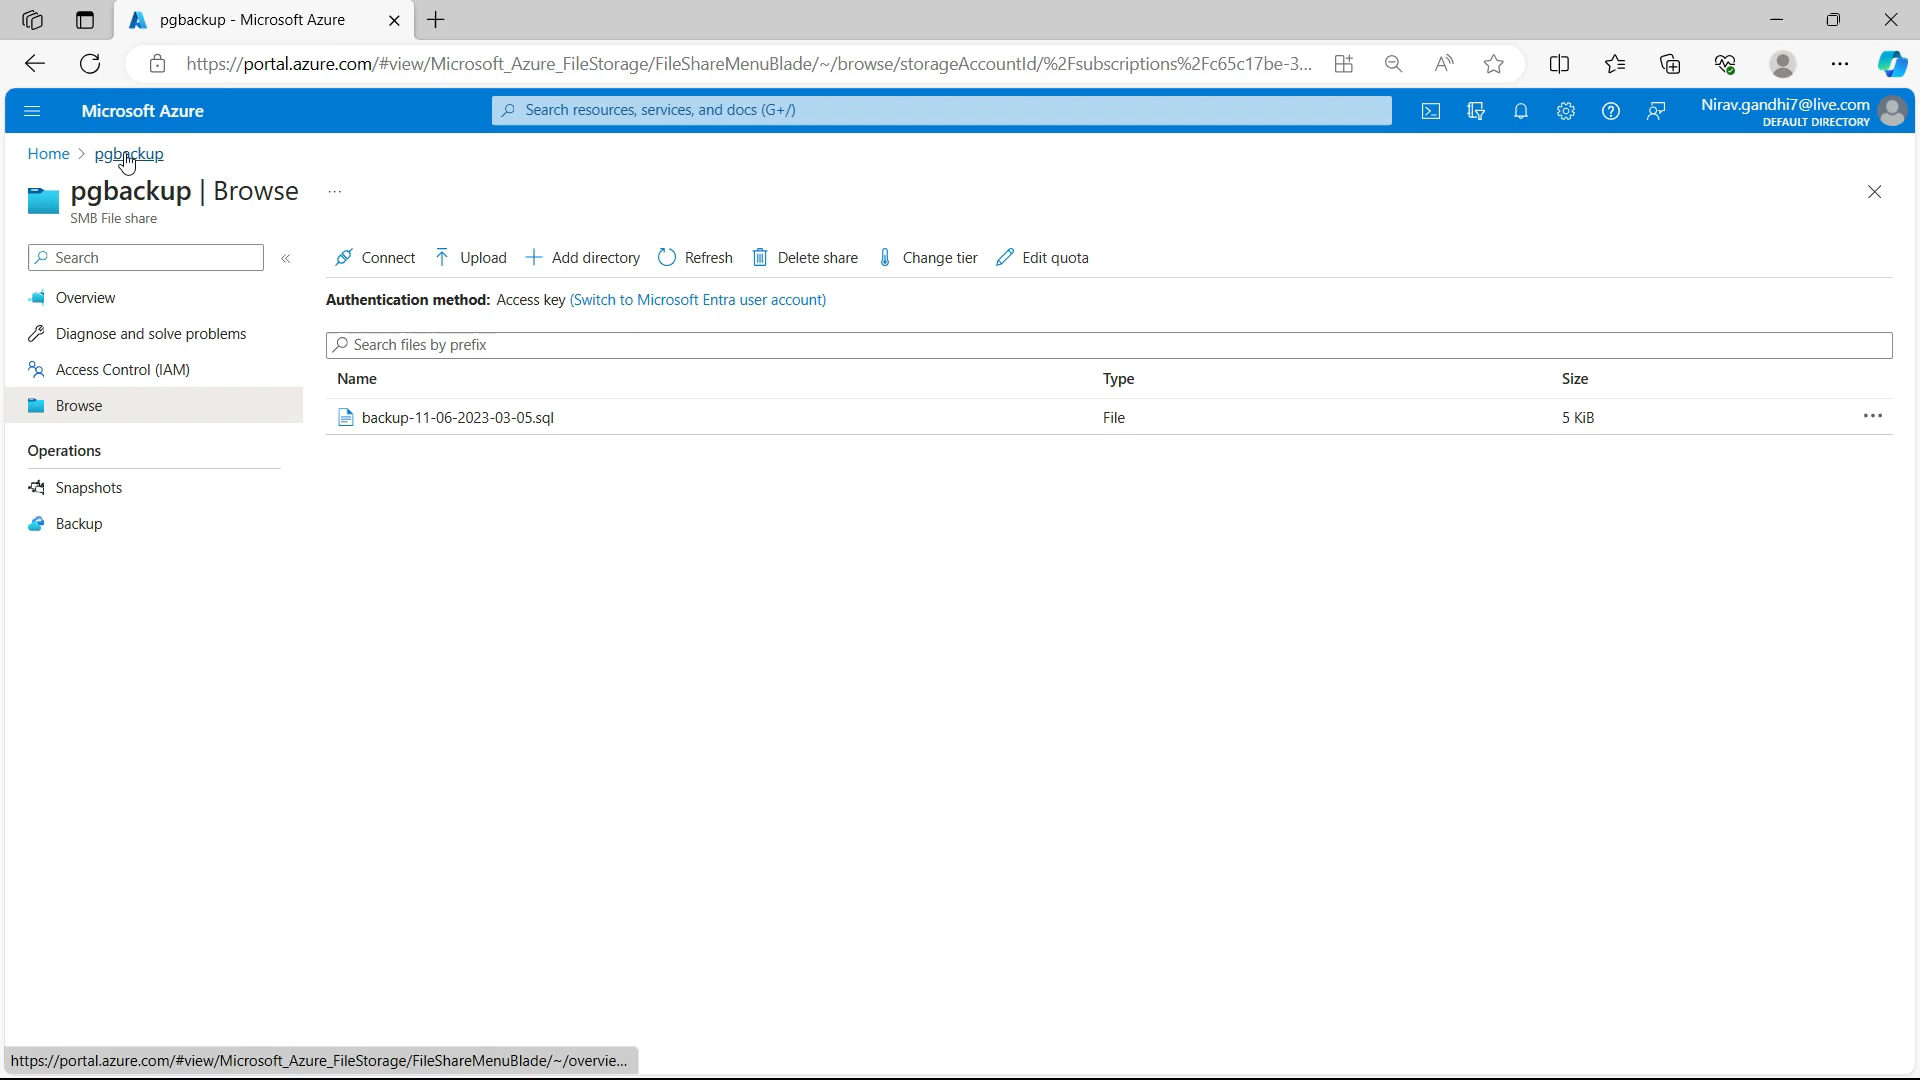 pgbackup - Microsoft Azure
https://portal.azure.com/#view/Microsoft_Azure_FileStorage/FileShareMenuBlade/~/browse/storageAccountId/%2Fsubscriptions%2Fc65c17be-3...
Microsoft Azure
Search resources, services, and docs (G+/)
Nirav.gandhi7@live.com
DEFAULT DIRECTORY
Home > pgbackup
pgbackup | Browse ...
SMB File share
Search
Connect Upload Add directory Refresh Delete share Change tier Edit quota
Overview
Authentication method: Access key (Switch to Microsoft Entra user account)
Diagnose and solve problems
Search files by prefix
Access Control (IAM)
Name Type Size
Browse
backup-11-06-2023-03-05.sql File 5 KiB ...
Operations
Snapshots
Backup
https://portal.azure.com/#view/Microsoft_Azure_FileStorage/FileShareMenuBlade/~/overvie...